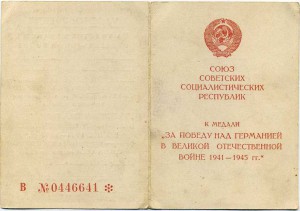 В №0446641 ✻
СОЮЗ
СОВЕТСКИХ
СОЦИАЛИСТИЧЕСКИХ
РЕСПУБЛИК
К МЕДАЛИ
„ЗА ПОБЕДУ НАД ГЕРМАНИЕЙ
В ВЕЛИКОЙ ОТЕЧЕСТВЕННОЙ
ВОЙНЕ 1941—1945 гг.“